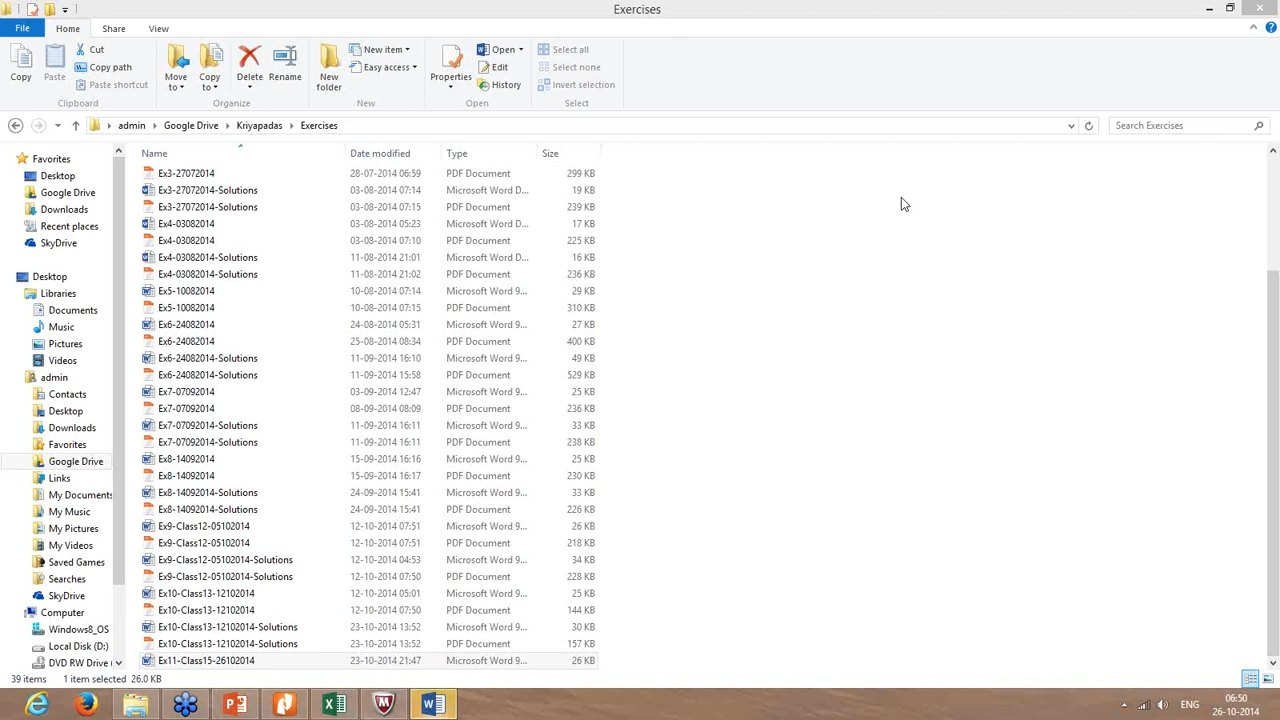 Exercises
File Home Share View
Copy Paste Cut Copy path Paste shortcut Clipboard
Move to Copy to Delete Rename Organize
New folder New item Easy access New
Properties Open Edit History Open
Select all Select none Invert selection Select
admin Google Drive Kriyapadas Exercises Search Exercises
Favorites
Desktop
Google Drive
Downloads
Recent places
SkyDrive
Desktop
Libraries
Documents
Music
Pictures
Videos
admin
Contacts
Desktop
Downloads
Favorites
Google Drive
Links
My Documents
My Music
My Pictures
My Videos
Saved Games
Searches
SkyDrive
Computer
Windows8_OS
Local Disk (D:)
DVD RW Drive (
Name Date modified Type Size
Ex3-27072014 28-07-2014 06:59 PDF Document 299 KB
Ex3-27072014-Solutions 03-08-2014 07:14 Microsoft Word D... 19 KB
Ex3-27072014-Solutions 03-08-2014 07:15 PDF Document 239 KB
Ex4-03082014 03-08-2014 05:23 Microsoft Word D... 17 KB
Ex4-03082014 03-08-2014 07:10 PDF Document 225 KB
Ex4-03082014-Solutions 11-08-2014 21:01 Microsoft Word D... 16 KB
Ex4-03082014-Solutions 11-08-2014 21:02 PDF Document 236 KB
Ex5-10082014 10-08-2014 07:14 Microsoft Word 9... 29 KB
Ex5-10082014 10-08-2014 07:15 PDF Document 310 KB
Ex6-24082014 24-08-2014 05:31 Microsoft Word 9... 27 KB
Ex6-24082014 25-08-2014 08:34 PDF Document 400 KB
Ex6-24082014-Solutions 11-09-2014 16:10 Microsoft Word 9... 49 KB
Ex6-24082014-Solutions 11-09-2014 15:58 PDF Document 529 KB
Ex7-07092014 03-09-2014 12:47 Microsoft Word 9... 25 KB
Ex7-07092014 08-09-2014 08:09 PDF Document 236 KB
Ex7-07092014-Solutions 11-09-2014 16:11 Microsoft Word 9... 33 KB
Ex7-07092014-Solutions 11-09-2014 16:11 PDF Document 238 KB
Ex8-14092014 15-09-2014 16:16 Microsoft Word 9... 25 KB
Ex8-14092014 15-09-2014 16:17 PDF Document 230 KB
Ex8-14092014-Solutions 24-09-2014 15:41 Microsoft Word 9... 33 KB
Ex8-14092014-Solutions 24-09-2014 15:41 PDF Document 226 KB
Ex9-Class12-05102014 12-10-2014 07:51 Microsoft Word 9... 26 KB
Ex9-Class12-05102014 12-10-2014 07:51 PDF Document 218 KB
Ex9-Class12-05102014-Solutions 12-10-2014 04:53 Microsoft Word 9... 34 KB
Ex9-Class12-05102014-Solutions 12-10-2014 07:50 PDF Document 228 KB
Ex10-Class13-12102014 12-10-2014 05:01 Microsoft Word 9... 25 KB
Ex10-Class13-12102014 12-10-2014 07:50 PDF Document 144 KB
Ex10-Class13-12102014-Solutions 23-10-2014 13:52 Microsoft Word 9... 30 KB
Ex10-Class13-12102014-Solutions 23-10-2014 13:52 PDF Document 157 KB
Ex11-Class15-26102014 23-10-2014 21:47 Microsoft Word 9... 26 KB
39 items 1 item selected 26.0 KB
ENG 06:50
26-10-2014